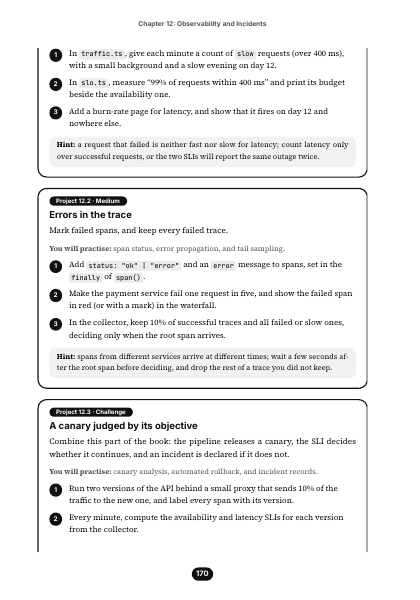 Chapter 12: Observability and Incidents
1 In traffic.ts, give each minute a count of slow requests (over 400 ms),
with a small background and a slow evening on day 12.
2 In slo.ts, measure “99% of requests within 400 ms” and print its budget
beside the availability one.
3 Add a burn-rate page for latency, and show that it fires on day 12 and
nowhere else.
Hint: a request that failed is neither fast nor slow for latency; count latency only
over successful requests, or the two SLIs will report the same outage twice.
Project 12.2 · Medium
Errors in the trace
Mark failed spans, and keep every failed trace.
You will practise: span status, error propagation, and tail sampling.
1 Add status: "ok" | "error" and an error message to spans, set in the
finally of span().
2 Make the payment service fail one request in five, and show the failed span
in red (or with a mark) in the waterfall.
3 In the collector, keep 10% of successful traces and all failed or slow ones,
deciding only when the root span arrives.
Hint: spans from different services arrive at different times; wait a few seconds af-
ter the root span before deciding, and drop the rest of a trace you did not keep.
Project 12.3 · Challenge
A canary judged by its objective
Combine this part of the book: the pipeline releases a canary, the SLI decides
whether it continues, and an incident is declared if it does not.
You will practise: canary analysis, automated rollback, and incident records.
1 Run two versions of the API behind a small proxy that sends 10% of the
traffic to the new one, and label every span with its version.
2 Every minute, compute the availability and latency SLIs for each version
from the collector.
170